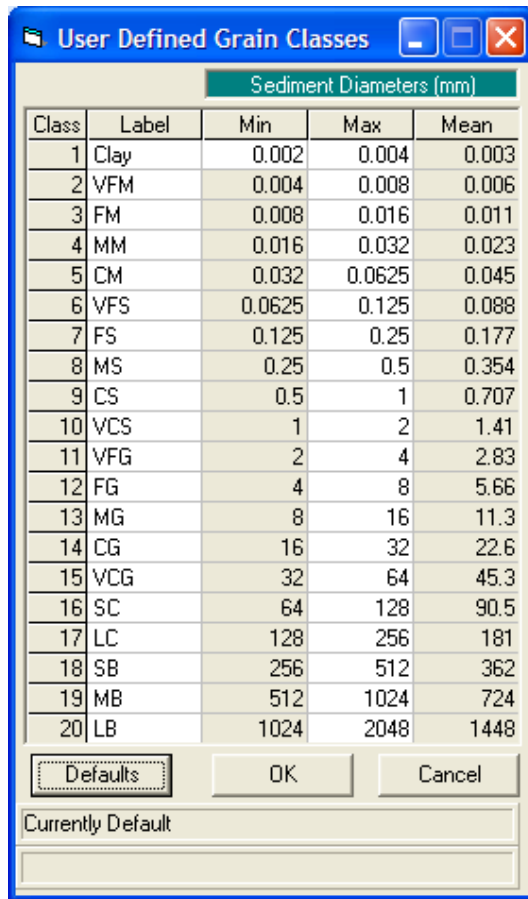 User Defined Grain Classes
Sediment Diameters (mm)
Class Label Min Max Mean
1 Clay 0.002 0.004 0.003
2 VFM 0.004 0.008 0.006
3 FM 0.008 0.016 0.011
4 MM 0.016 0.032 0.023
5 CM 0.032 0.0625 0.045
6 VFS 0.0625 0.125 0.088
7 FS 0.125 0.25 0.177
8 MS 0.25 0.5 0.354
9 CS 0.5 1 0.707
10 VCS 1 2 1.41
11 VFG 2 4 2.83
12 FG 4 8 5.66
13 MG 8 16 11.3
14 CG 16 32 22.6
15 VCG 32 64 45.3
16 SC 64 128 90.5
17 LC 128 256 181
18 SB 256 512 362
19 MB 512 1024 724
20 LB 1024 2048 1448
Defaults OK Cancel
Currently Default